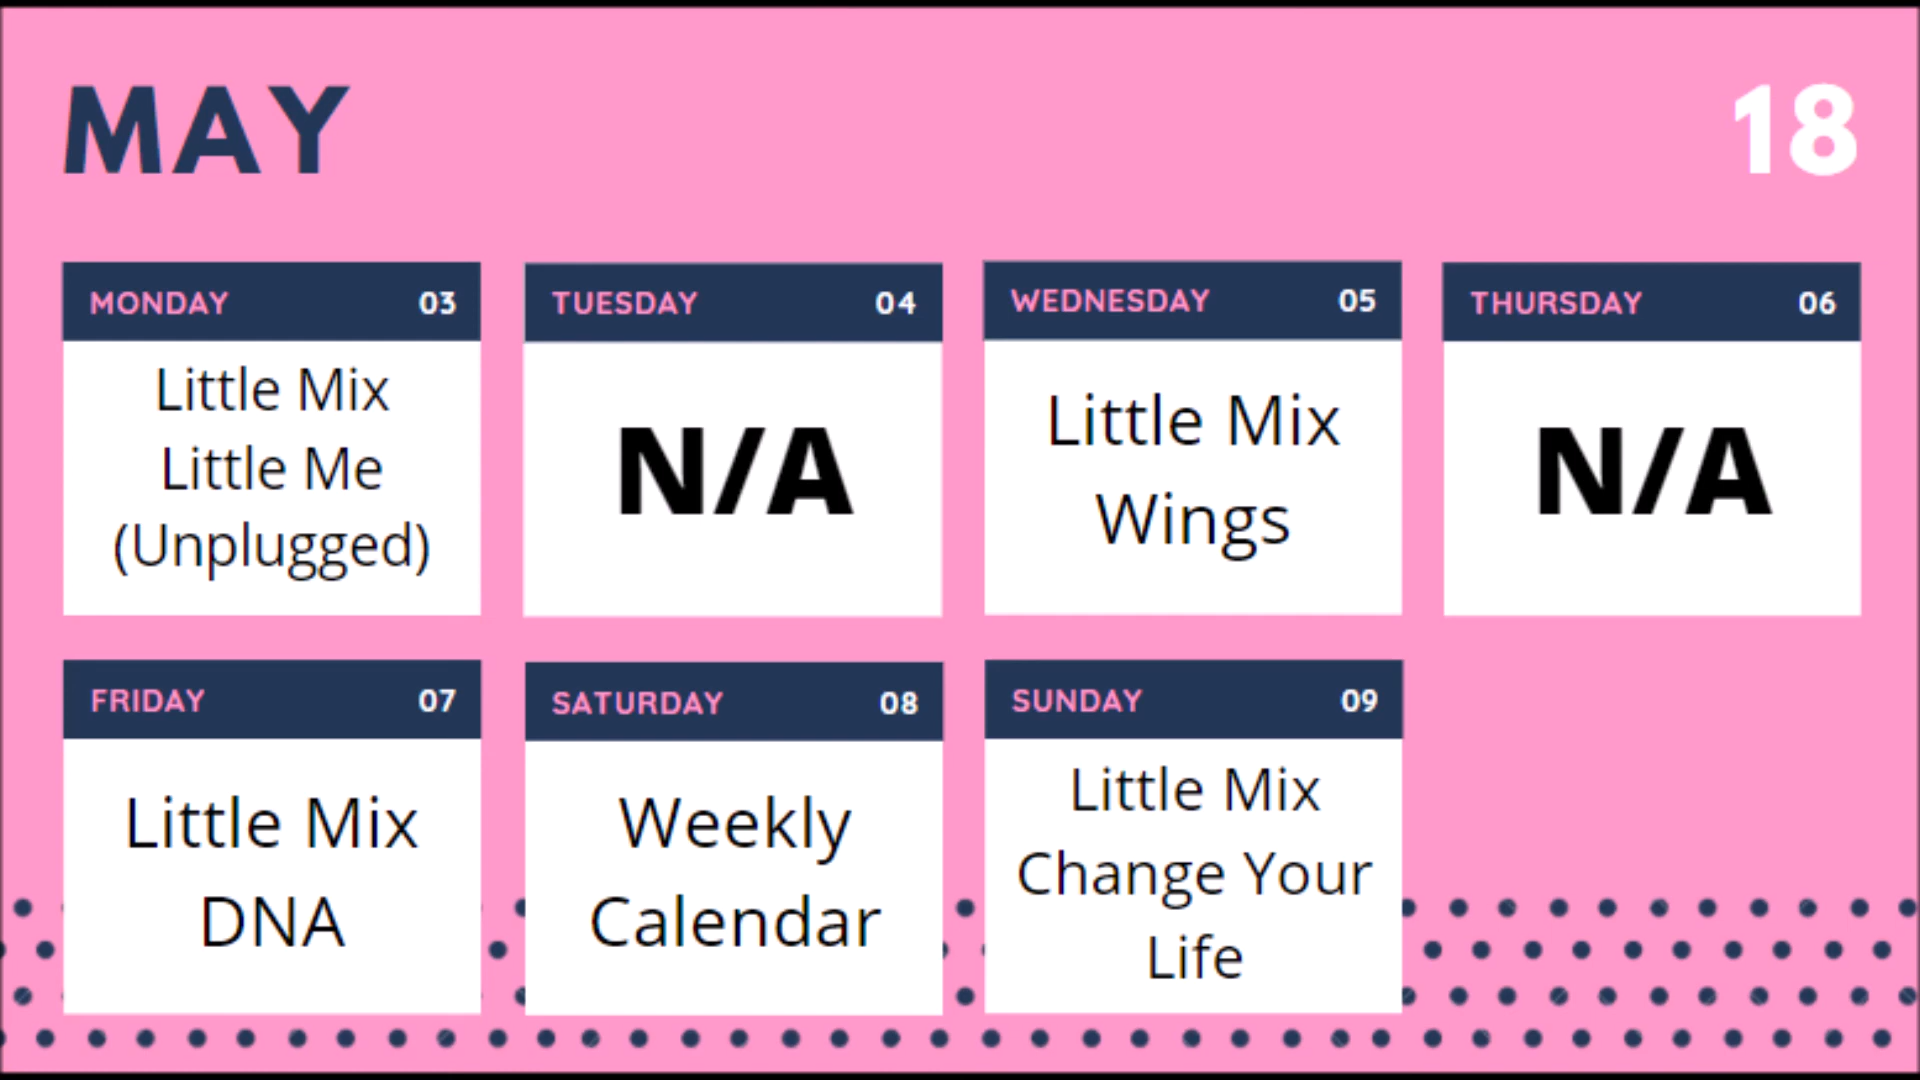 MAY
18
MONDAY 03
Little Mix
Little Me
(Unplugged)
TUESDAY 04
N/A
WEDNESDAY 05
Little Mix
Wings
THURSDAY 06
N/A
FRIDAY 07
Little Mix
DNA
SATURDAY 08
Weekly
Calendar
SUNDAY 09
Little Mix
Change Your
Life